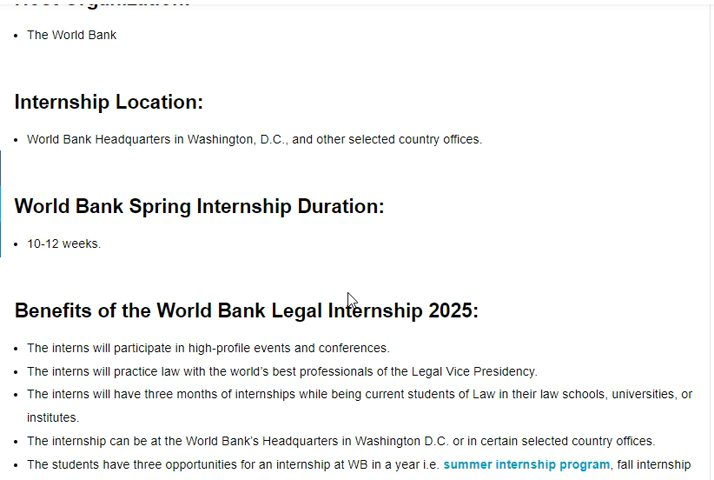 Host Organization:
• The World Bank
Internship Location:
• World Bank Headquarters in Washington, D.C., and other selected country offices.
World Bank Spring Internship Duration:
• 10-12 weeks.
Benefits of the World Bank Legal Internship 2025:
• The interns will participate in high-profile events and conferences.
• The interns will practice law with the world's best professionals of the Legal Vice Presidency.
• The interns will have three months of internships while being current students of Law in their law schools, universities, or
institutes.
• The internship can be at the World Bank's Headquarters in Washington D.C. or in certain selected country offices.
• The students have three opportunities for an internship at WB in a year i.e. summer internship program, fall internship